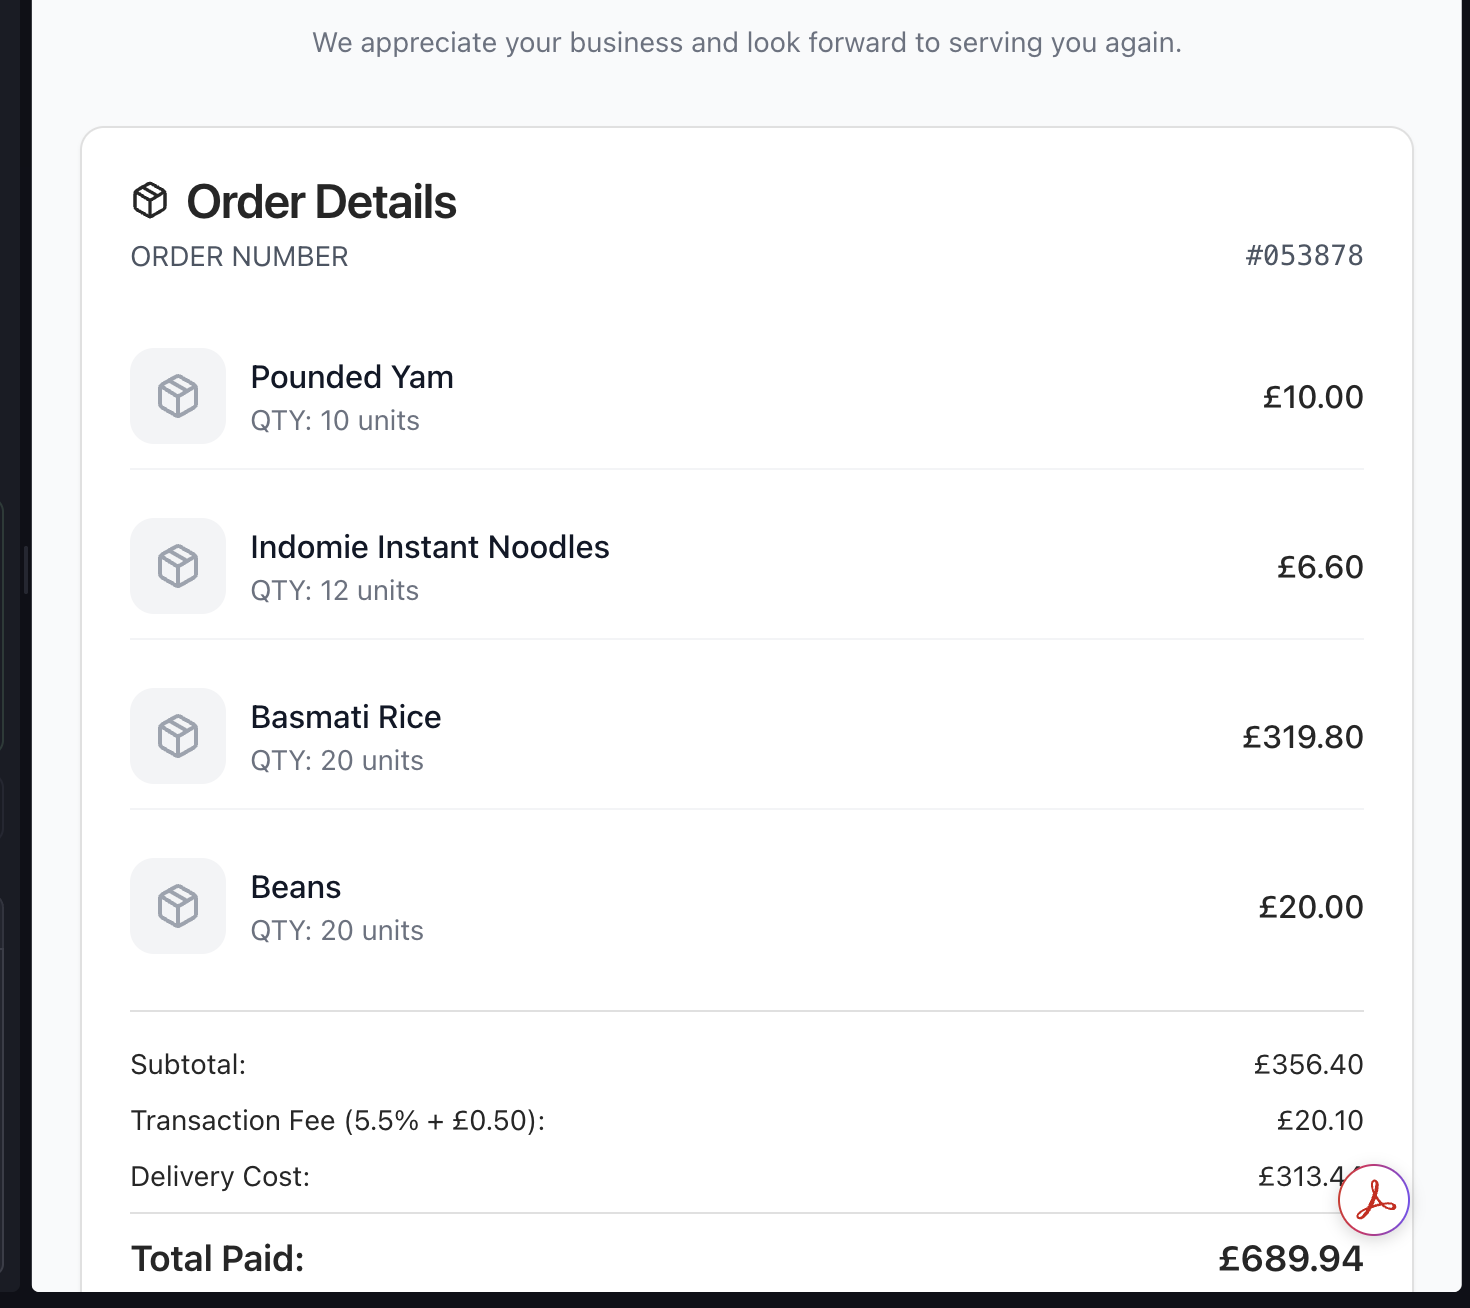 We appreciate your business and look forward to serving you again.
Order Details
ORDER NUMBER #053878
Pounded Yam
QTY: 10 units
£10.00
Indomie Instant Noodles
QTY: 12 units
£6.60
Basmati Rice
QTY: 20 units
£319.80
Beans
QTY: 20 units
£20.00
Subtotal: £356.40
Transaction Fee (5.5% + £0.50): £20.10
Delivery Cost:
Total Paid: £689.94